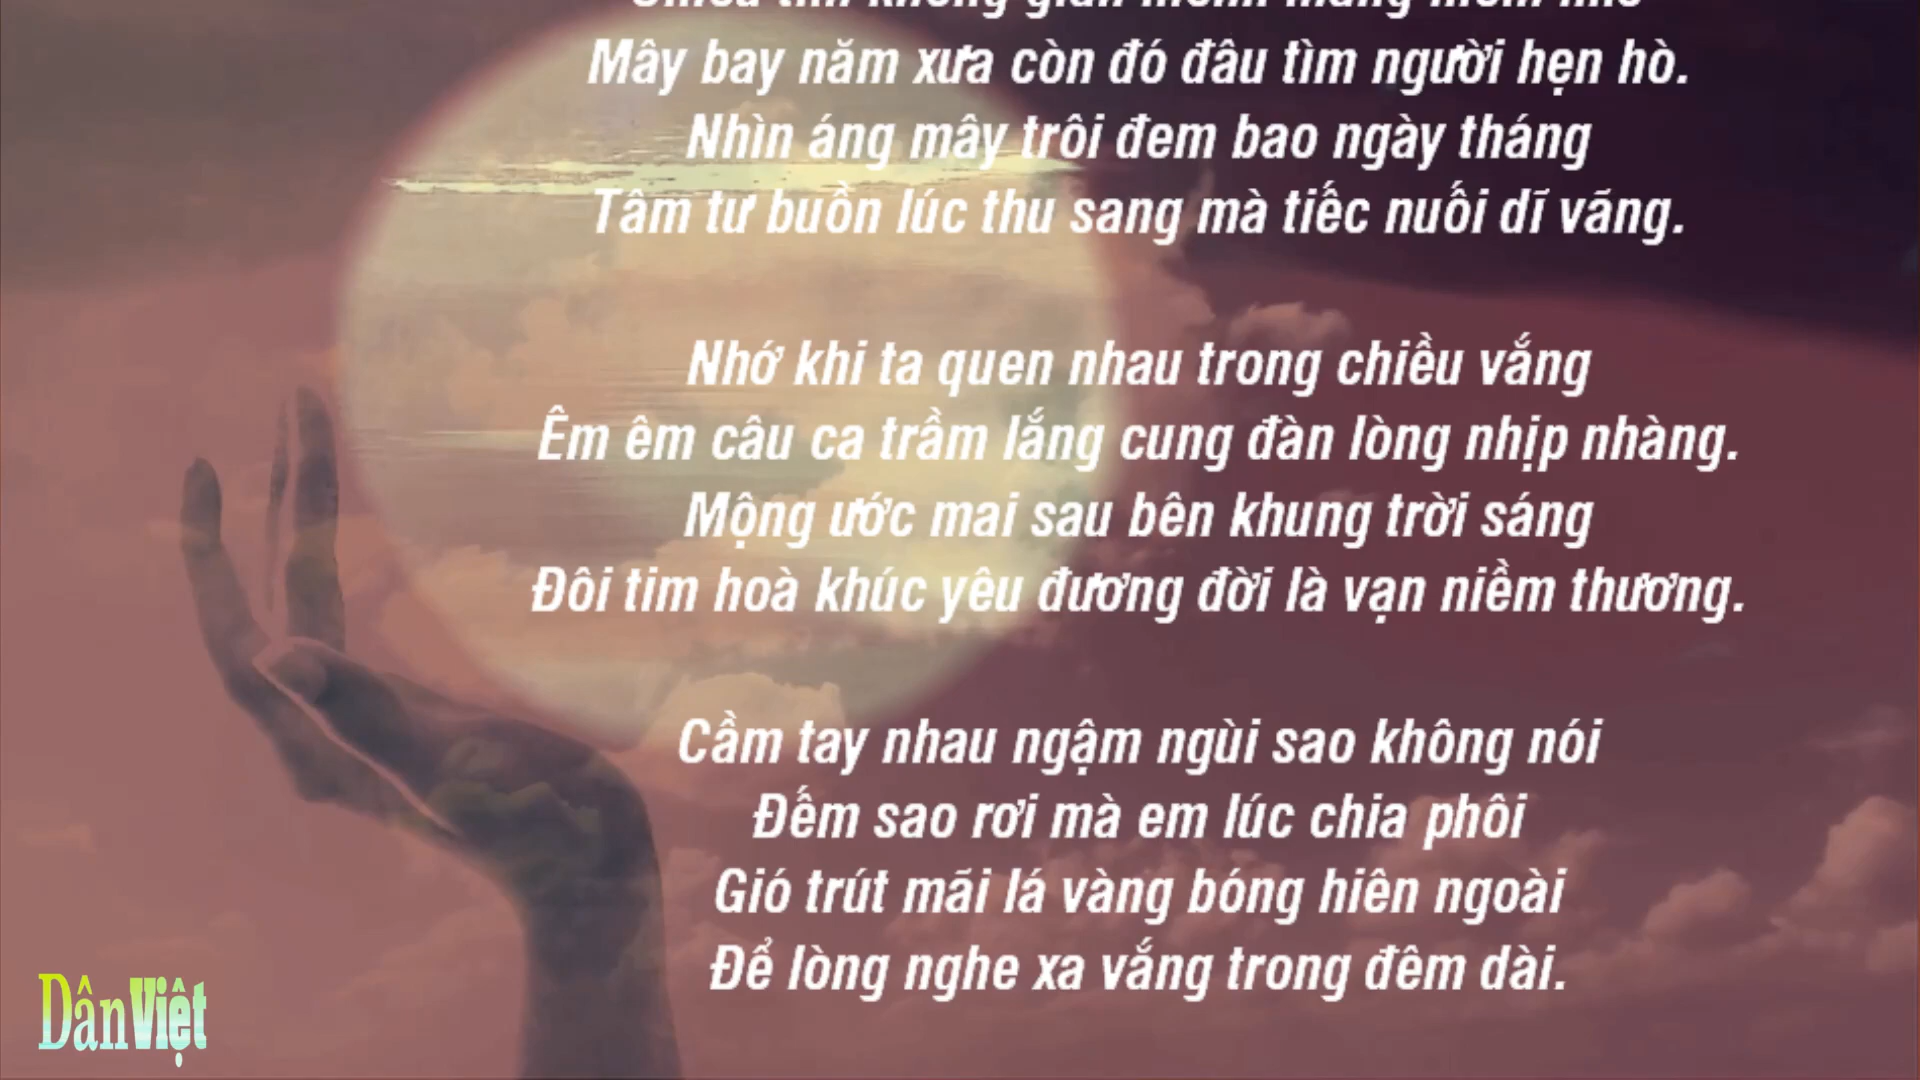 Mây bay năm xưa còn đó đâu tìm người hẹn hò.
Nhìn áng mây trôi đem bao ngày tháng
Tâm tư buồn lúc thu sang mà tiếc nuối dĩ vãng.
Nhớ khi ta quen nhau trong chiều vắng
Êm êm câu ca trầm lắng cung đàn lòng nhịp nhàng.
Mộng ước mai sau bên khung trời sáng
Đôi tim hoà khúc yêu đương đời là vạn niềm thương.
Cầm tay nhau ngậm ngùi sao không nói
Đếm sao rơi mà em lúc chia phôi
Gió trút mãi lá vàng bóng hiên ngoài
Để lòng nghe xa vắng trong đêm dài.
DânViệt